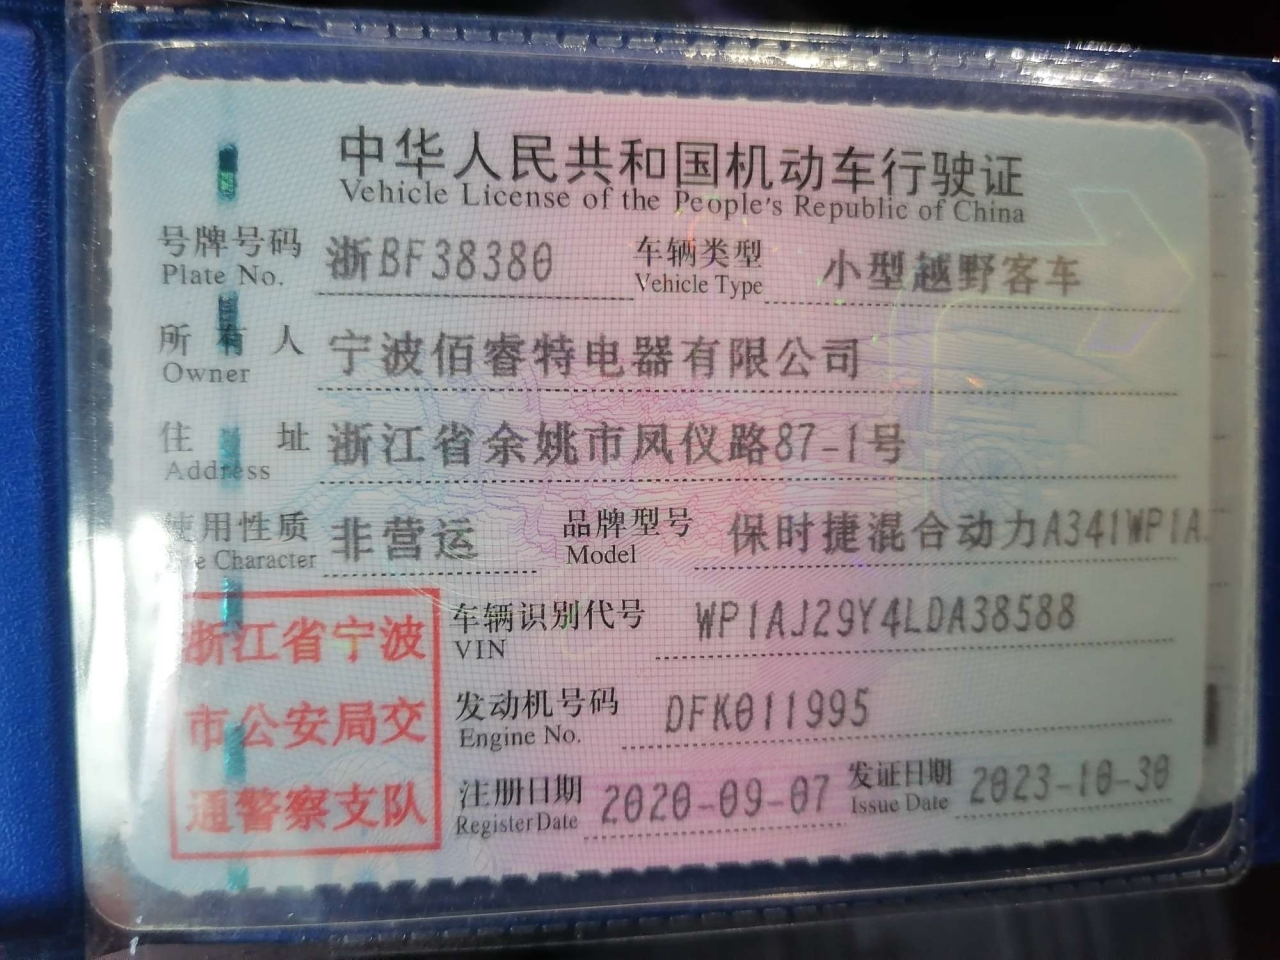 中华人民共和国机动车行驶证
Vehicle License of the People's Republic of China
号牌号码 浙BF38380 车辆类型 小型越野客车
Plate No. Vehicle Type
所有人 宁波佰睿特电器有限公司
Owner
住址 浙江省余姚市凤仪路87-1号
Address
使用性质 非营运 品牌型号 保时捷混合动力A341WP1A
Character Model
浙江省宁波
市公安局交
通警察支队
车辆识别代号 WP1AJ29Y4LDA38588
VIN
发动机号码 DFK011995
Engine No.
注册日期 2020-09-07 发证日期 2023-10-30
Register Date Issue Date